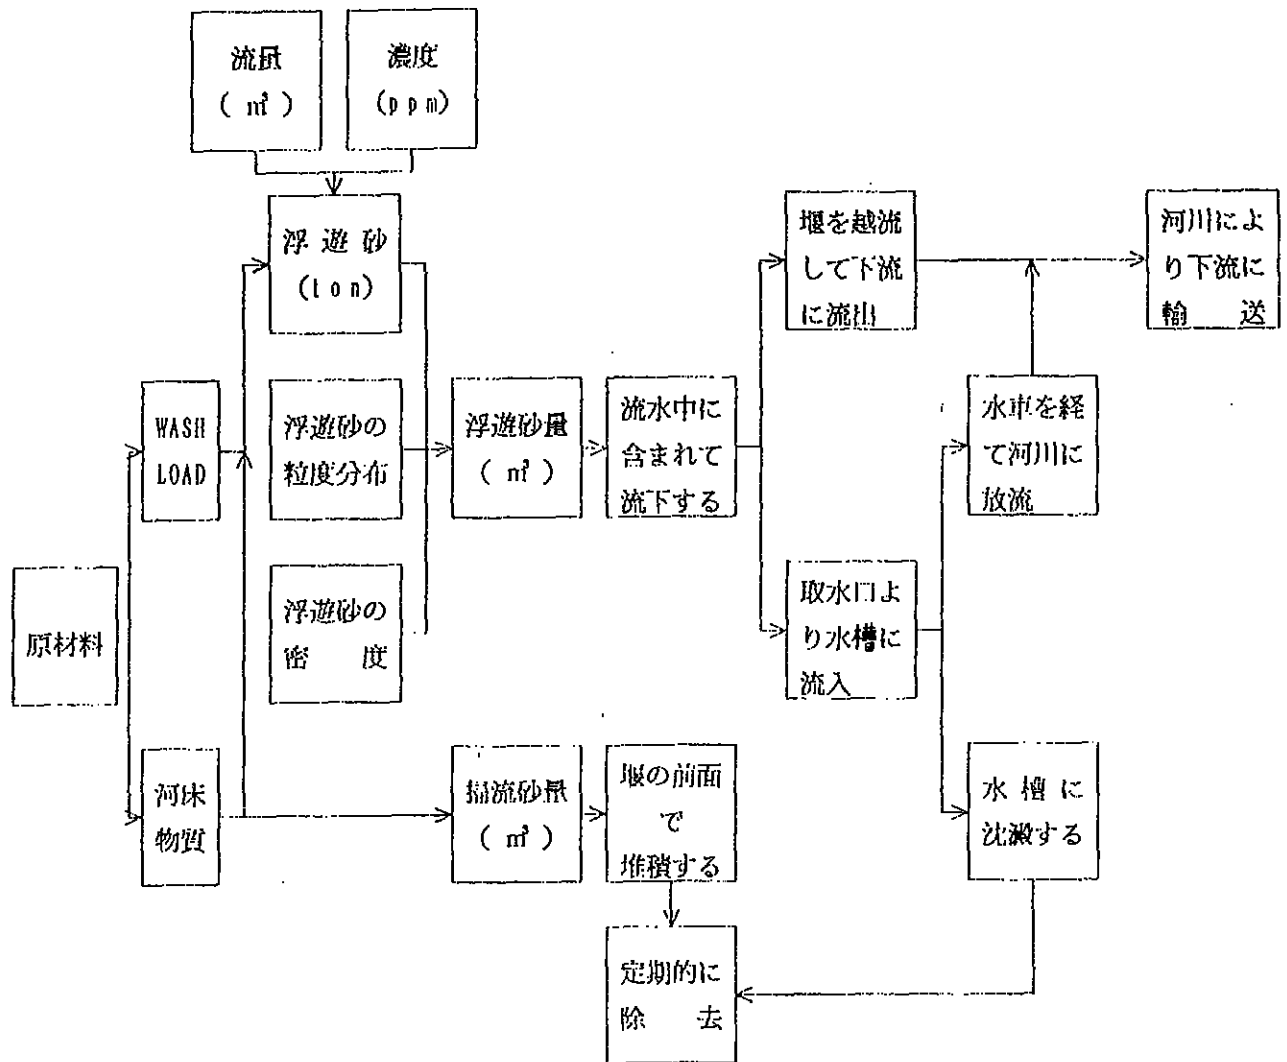 流量
( ㎥ )
濃度
(ppm)
浮遊砂
(ton)
堰を越流
して下流
に流出
河川によ
り下流に
輸送
WASH
LOAD
浮遊砂の
粒度分布
浮遊砂量
( ㎥ )
流水中に
含まれて
流下する
水車を経
て河川に
放流
原材料
浮遊砂の
密度
取水口よ
り水槽に
流入
河床
物質
掃流砂量
( ㎥ )
堰の前面
で
堆積する
水槽に
沈澱する
定期的に
除去